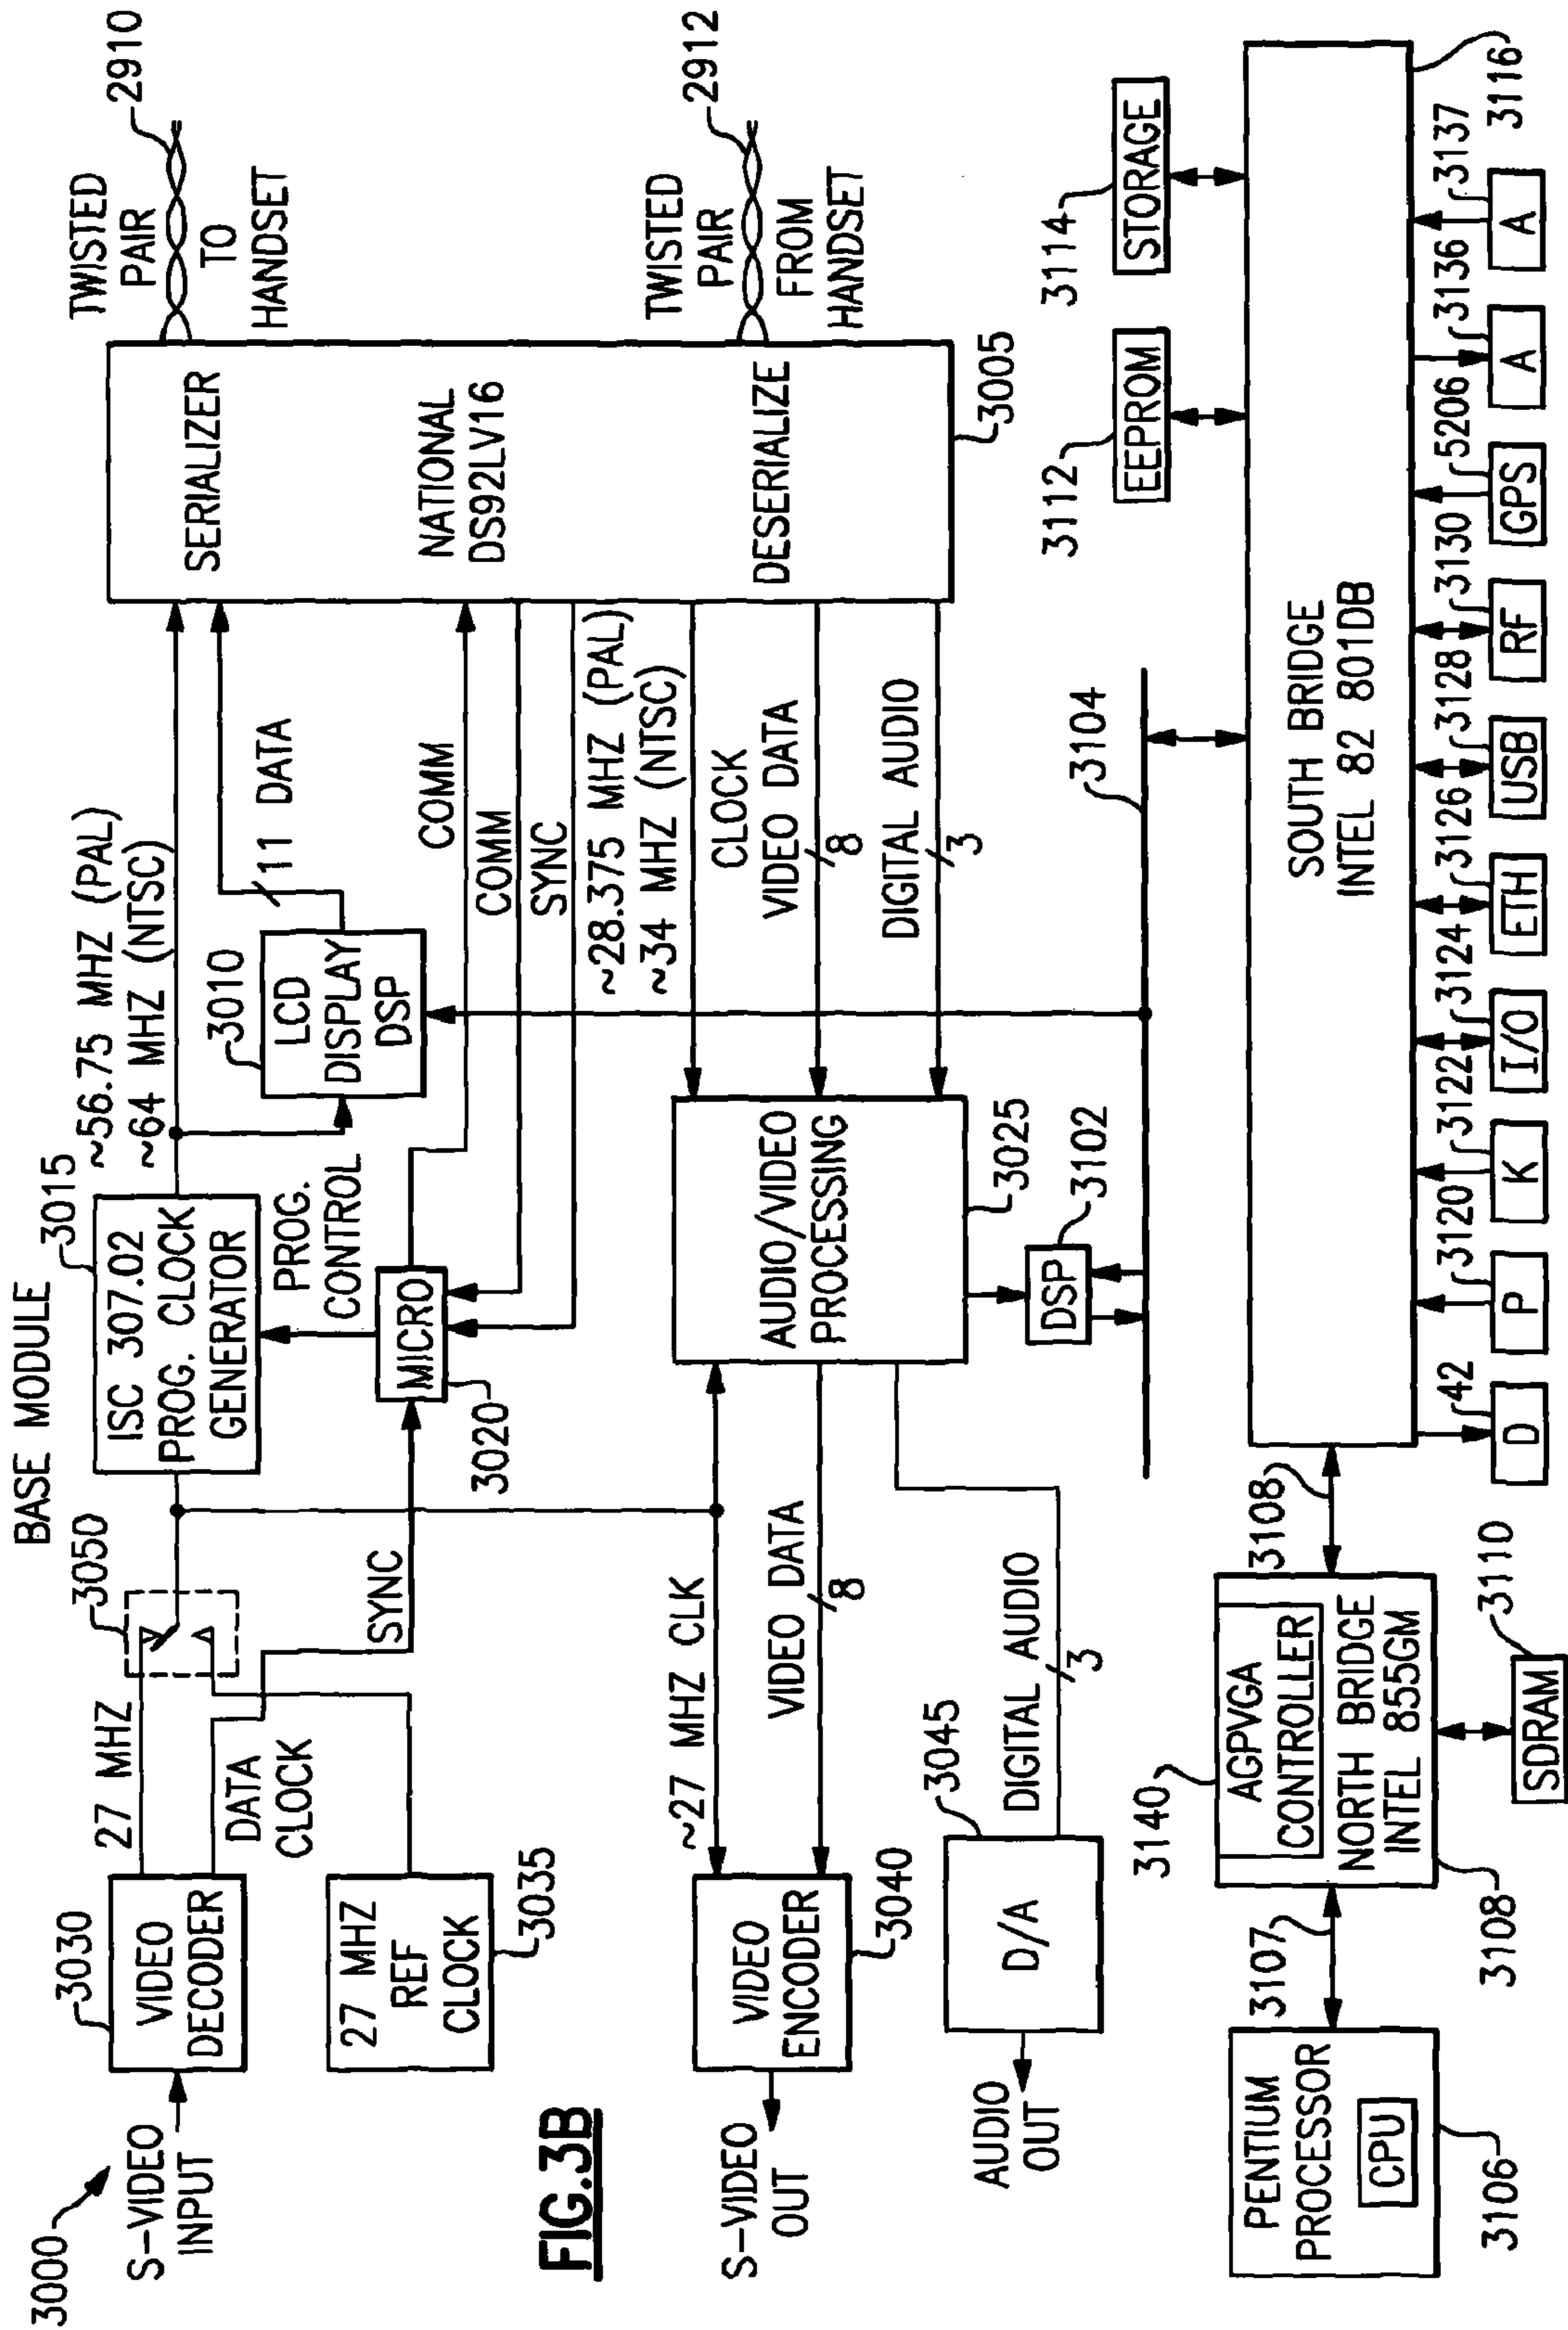 BASE MODULE
3000
S-VIDEO
INPUT
3030
VIDEO
DECODER
27 MHZ
DATA
CLOCK
3050
27 MHZ
REF
CLOCK
3035
SYNC
3015
ISC 307.02
PROG. CLOCK
GENERATOR
~56.75 MHZ (PAL)
~64 MHZ (NTSC)
PROG.
CONTROL
MICRO
3020
3010
LCD
DISPLAY
DSP
11 DATA
COMM
COMM
SYNC
SERIALIZER
NATIONAL
DS92LV16
DESERIALIZE
3005
TWISTED
PAIR
TO
HANDSET
2910
TWISTED
PAIR
FROM
HANDSET
2912
~28.375 MHZ (PAL)
~34 MHZ (NTSC)
CLOCK
VIDEO DATA
8
DIGITAL AUDIO
3
AUDIO/VIDEO
PROCESSING
3025
~27 MHZ CLK
VIDEO DATA
8
DIGITAL AUDIO
3
VIDEO
ENCODER
3040
S-VIDEO
OUT
3045
D/A
AUDIO
OUT
FIG.3B
DSP
3102
3104
3112
EEPROM
3114
STORAGE
PENTIUM
PROCESSOR
CPU
3106
3107
3140
AGPVGA
CONTROLLER
NORTH BRIDGE
INTEL 855GM
3108
3108
SDRAM
3110
SOUTH BRIDGE
INTEL 82 801DB
3116
D
42
P
3120
K
3122
I/O
3124
ETH
3126
USB
3128
RF
3130
GPS
5206
A
3136
A
3137